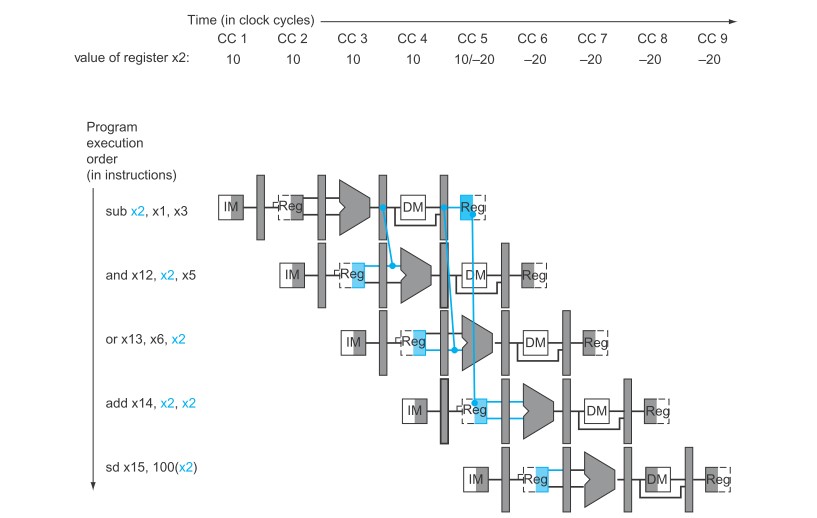 Time (in clock cycles)
CC 1 CC 2 CC 3 CC 4 CC 5 CC 6 CC 7 CC 8 CC 9
value of register x2: 10 10 10 10 10/–20 –20 –20 –20 –20
Program
execution
order
(in instructions)
sub x2, x1, x3
IM Reg DM Reg
and x12, x2, x5
IM Reg DM Reg
or x13, x6, x2
IM Reg DM Reg
add x14, x2, x2
IM Reg DM Reg
sd x15, 100(x2)
IM Reg DM Reg